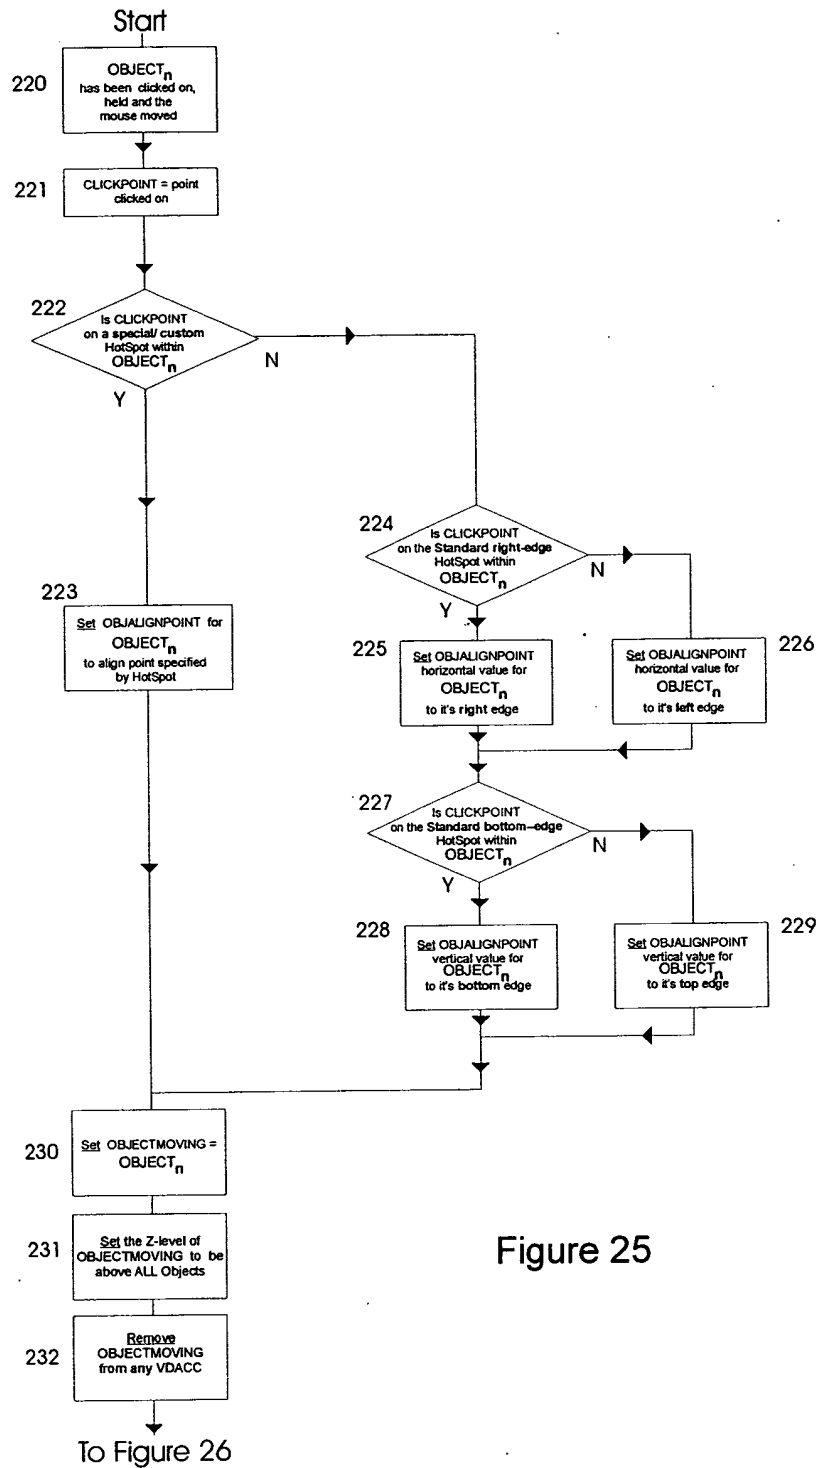 Start
220
OBJECTn
has been clicked on,
held and the
mouse moved
221
CLICKPOINT = point
clicked on
222
Is CLICKPOINT
on a special/ custom
HotSpot within
OBJECTn
N
Y
223
Set OBJALIGNPOINT for
OBJECTn
to align point specified
by HotSpot
224
Is CLICKPOINT
on the Standard right-edge
HotSpot within
OBJECTn
N
Y
225
Set OBJALIGNPOINT
horizontal value for
OBJECTn
to it's right edge
226
Set OBJALIGNPOINT
horizontal value for
OBJECTn
to it's left edge
227
Is CLICKPOINT
on the Standard bottom-edge
HotSpot within
OBJECTn
N
Y
228
Set OBJALIGNPOINT
vertical value for
OBJECTn
to it's bottom edge
229
Set OBJALIGNPOINT
vertical value for
OBJECTn
to it's top edge
230
Set OBJECTMOVING =
OBJECTn
231
Set the Z-level of
OBJECTMOVING to be
above ALL Objects
232
Remove
OBJECTMOVING
from any VDACC
To Figure 26
Figure 25